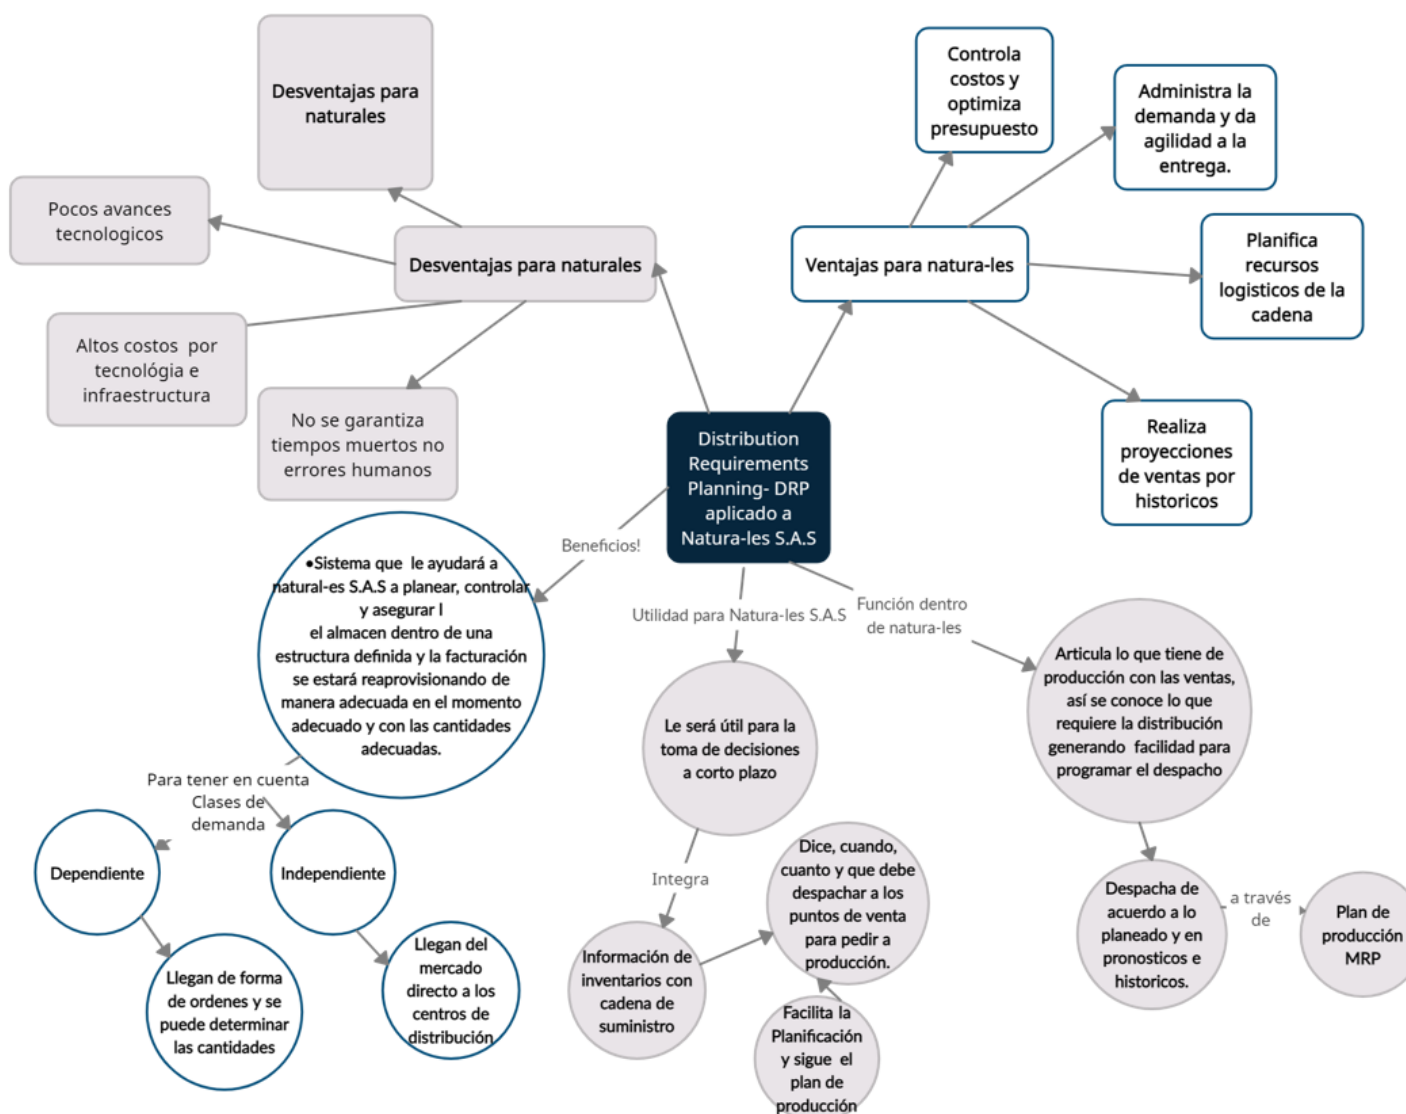 Desventajas para
naturales
Controla
costos y
optimiza
presupuesto
Administra la
demanda y da
agilidad a la
entrega.
Pocos avances
tecnologicos
Desventajas para naturales
Ventajas para natura-les
Planifica
recursos
logisticos de la
cadena
Altos costos por
tecnológia e
infraestructura
No se garantiza
tiempos muertos no
errores humanos
Realiza
proyecciones
de ventas por
historicos
Distribution
Requirements
Planning- DRP
aplicado a
Natura-les S.A.S
Beneficios!
•Sistema que le ayudará a
natural-es S.A.S a planear, controlar
y asegurar l
el almacen dentro de una
estructura definida y la facturación
se estará reaprovisionando de
manera adecuada en el momento
adecuado y con las cantidades
adecuadas.
Utilidad para Natura-les S.A.S
Función dentro
de natura-les
Articula lo que tiene de
producción con las ventas,
así se conoce lo que
requiere la distribución
generando facilidad para
programar el despacho
Le será útil para la
toma de decisiones
a corto plazo
Para tener en cuenta
Clases de
demanda
Dependiente
Independiente
Integra
Dice, cuando,
cuanto y que debe
despachar a los
puntos de venta
para pedir a
producción.
Despacha de
acuerdo a lo
planeado y en
pronosticos e
historicos.
a través
de
Plan de
producción
MRP
Llegan de forma
de ordenes y se
puede determinar
las cantidades
Llegan del
mercado
directo a los
centros de
distribución
Información de
inventarios con
cadena de
suministro
Facilita la
Planificación
y sigue el
plan de
producción